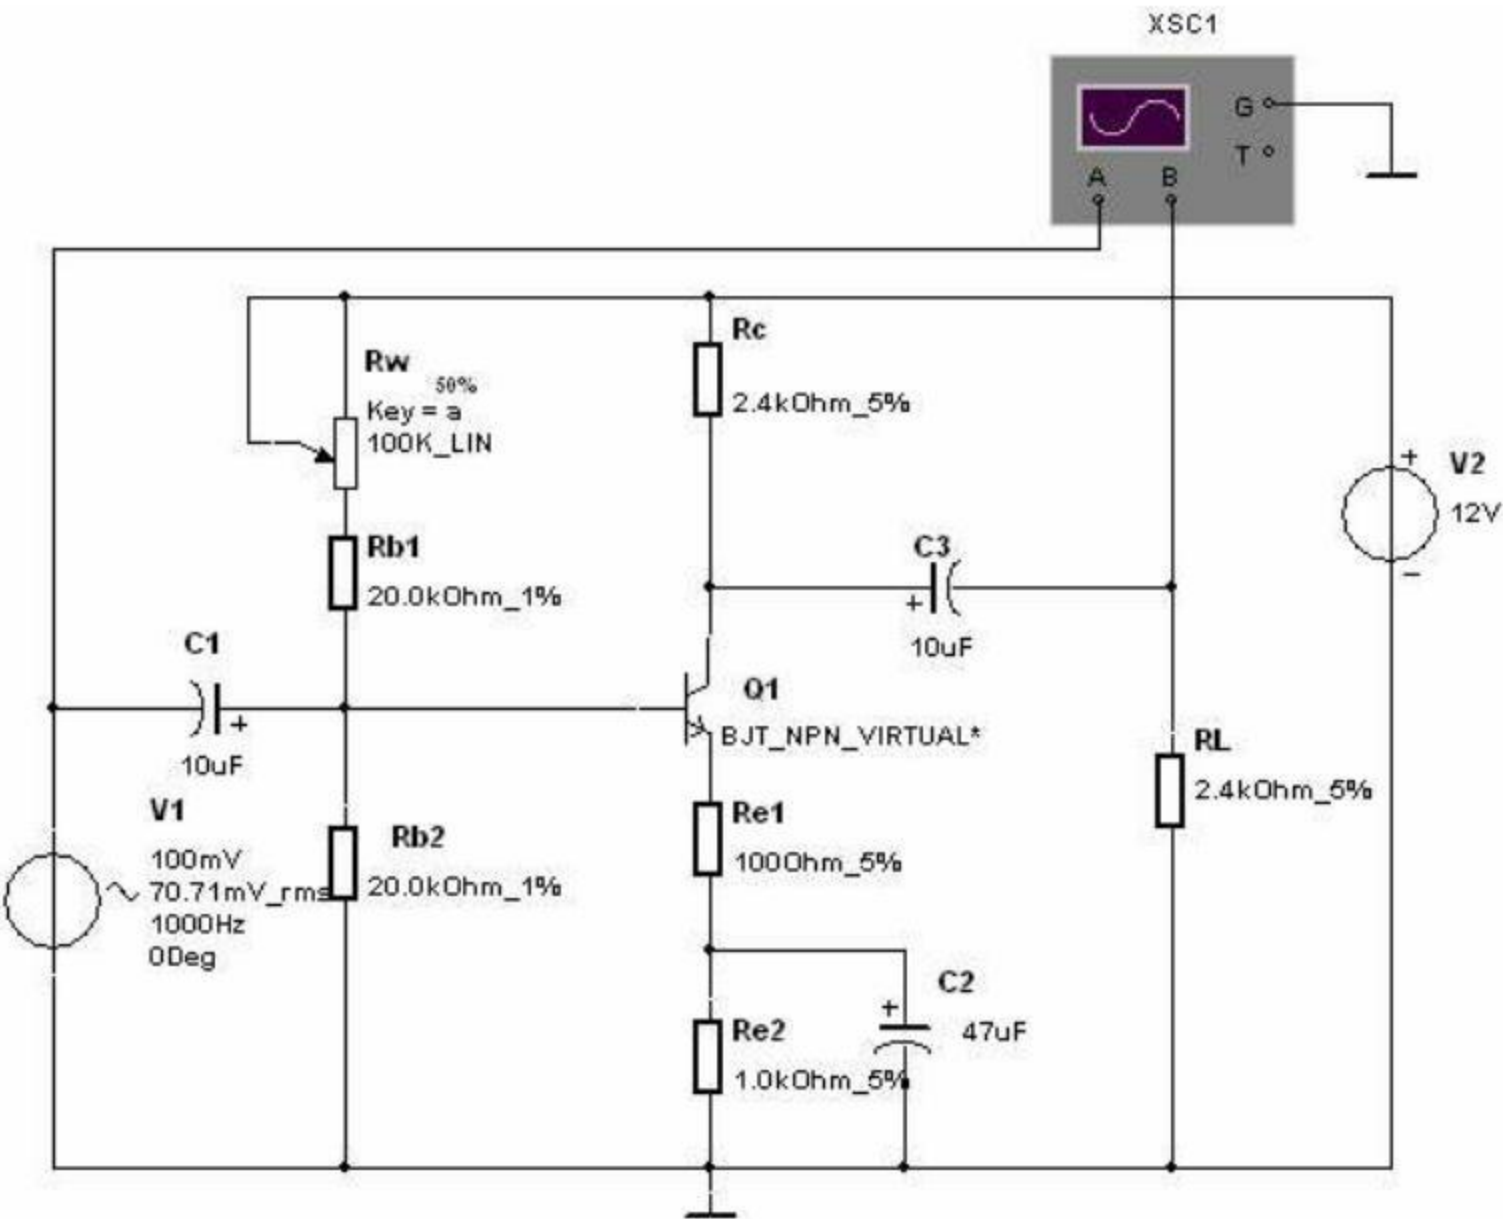 XSC1
G
T
A
B
Rc
2.4kOhm_5%
Rw
50%
Key = a
100K_LIN
+
V2
12V
−
Rb1
20.0kOhm_1%
C3
+
10uF
C1
+
10uF
Q1
BJT_NPN_VIRTUAL*
RL
2.4kOhm_5%
V1
100mV
70.71mV_rms
1000Hz
0Deg
Rb2
20.0kOhm_1%
Re1
100Ohm_5%
C2
+
47uF
Re2
1.0kOhm_5%